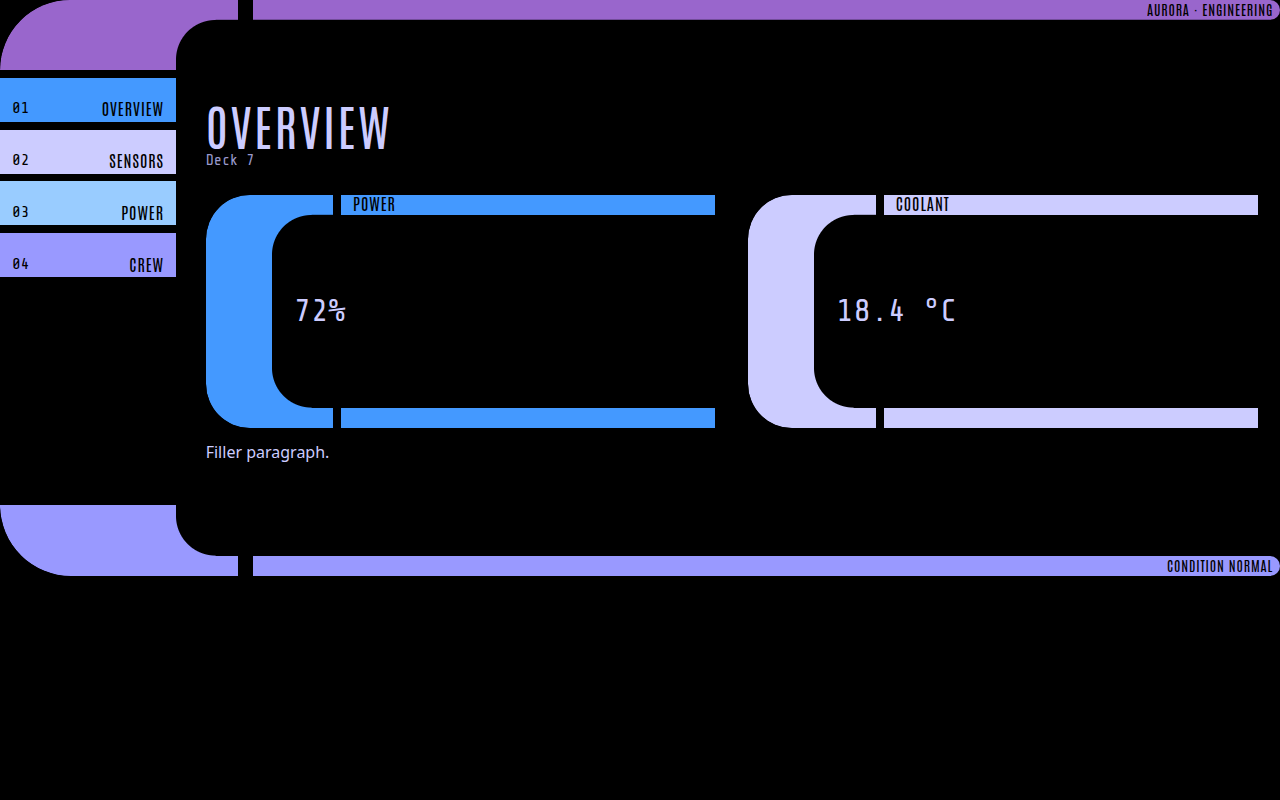 AURORA · ENGINEERING
01 OVERVIEW
02 SENSORS
03 POWER
04 CREW
OVERVIEW
Deck 7
POWER
72%
COOLANT
18.4 °C
Filler paragraph.
CONDITION NORMAL